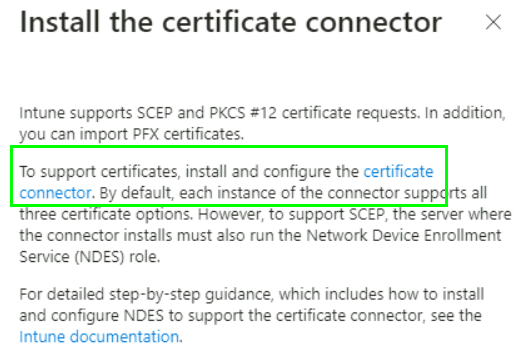 Install the certificate connector
Intune supports SCEP and PKCS #12 certificate requests. In addition,
you can import PFX certificates.
To support certificates, install and configure the certificate
connector. By default, each instance of the connector supports all
three certificate options. However, to support SCEP, the server where
the connector installs must also run the Network Device Enrollment
Service (NDES) role.
For detailed step-by-step guidance, which includes how to install
and configure NDES to support the certificate connector, see the
Intune documentation.